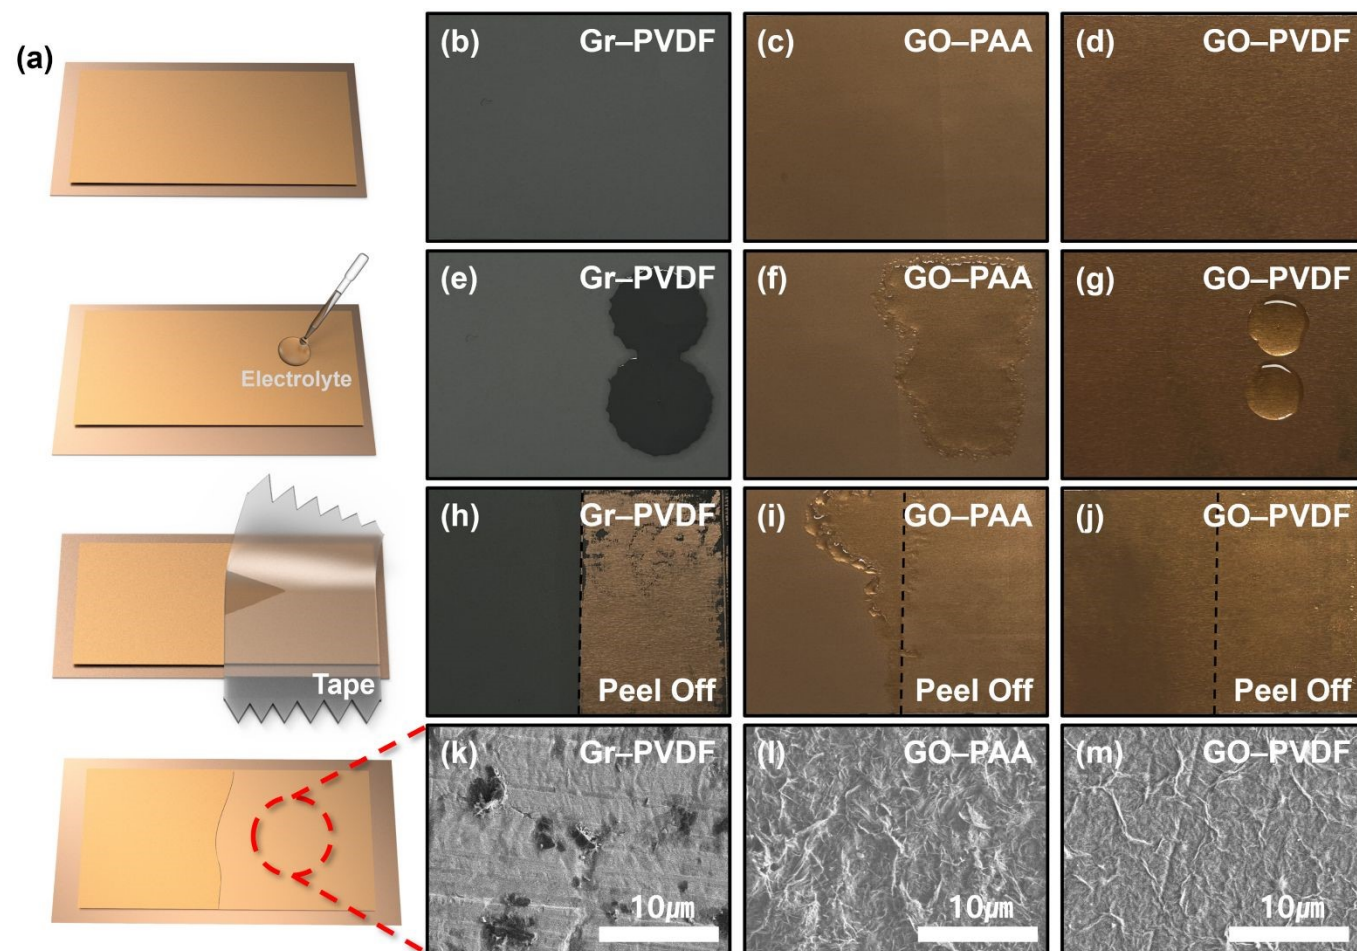 (a)
(b) Gr–PVDF
(c) GO–PAA
(d) GO–PVDF
Electrolyte
(e) Gr–PVDF
(f) GO–PAA
(g) GO–PVDF
Tape
(h) Gr–PVDF
Peel Off
(i) GO–PAA
Peel Off
(j) GO–PVDF
Peel Off
(k) Gr–PVDF
10㎛
(l) GO–PAA
10㎛
(m) GO–PVDF
10㎛